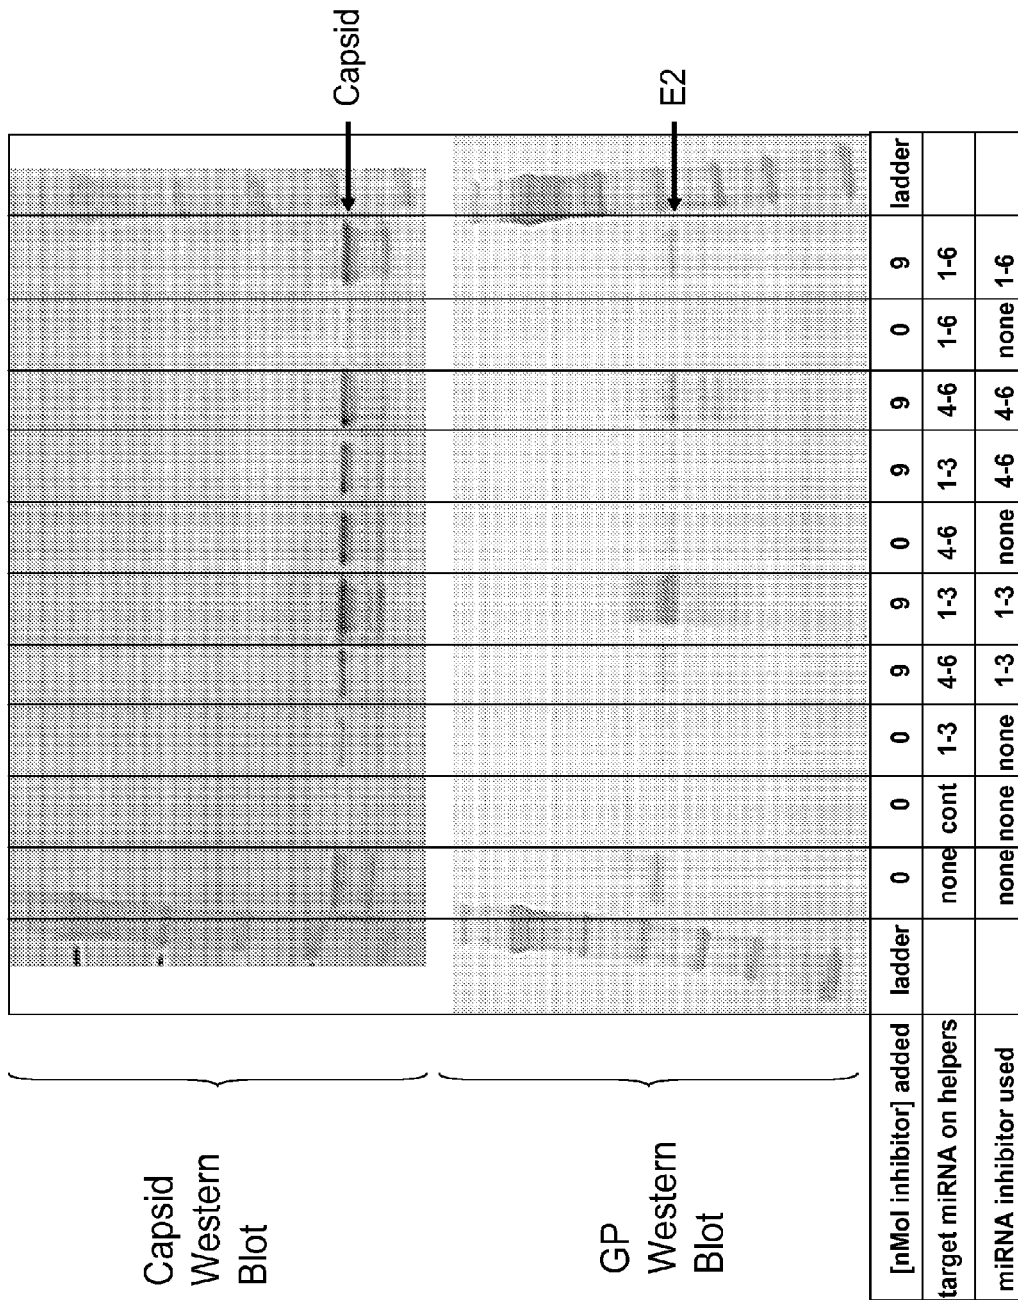 Capsid
Western
Blot
Capsid
GP
Western
Blot
E2
[nMol inhibitor] added ladder 0 0 0 9 9 0 9 9 0 9 ladder
target miRNA on helpers none cont 1-3 4-6 1-3 4-6 1-3 4-6 1-6 1-6
miRNA inhibitor used none none none 1-3 1-3 none 4-6 4-6 none 1-6